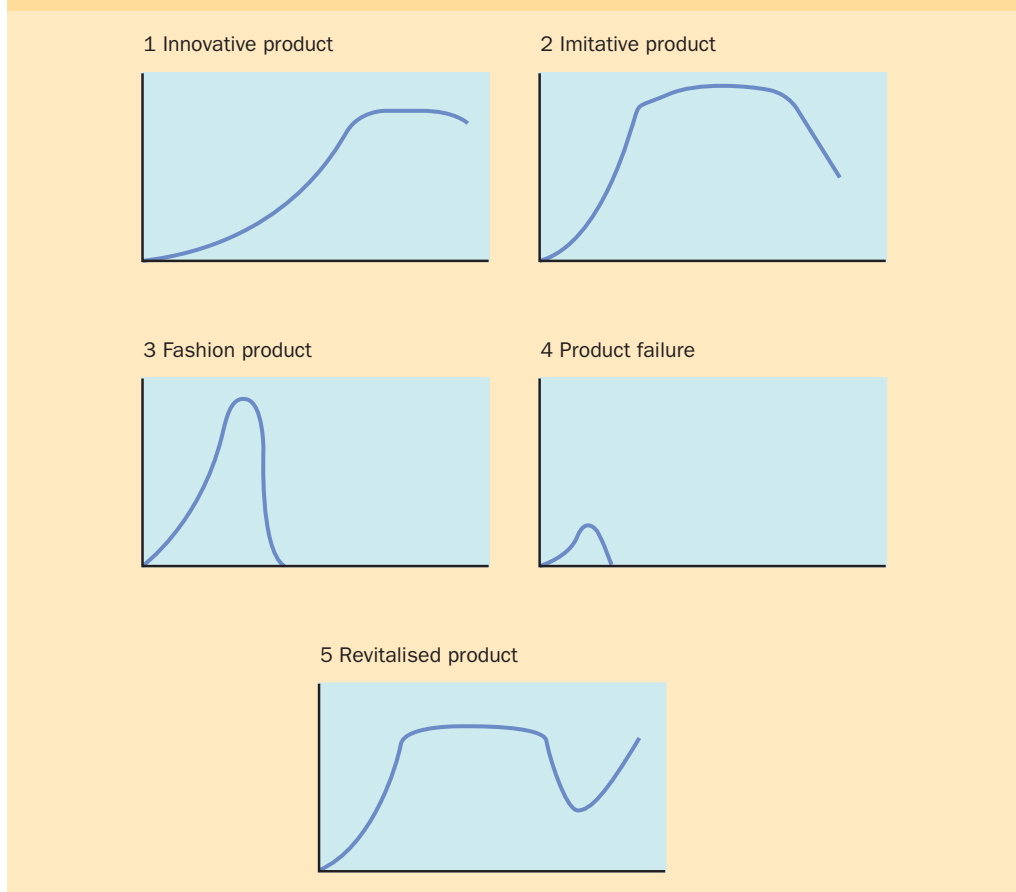 1 Innovative product
2 Imitative product
3 Fashion product
4 Product failure
5 Revitalised product